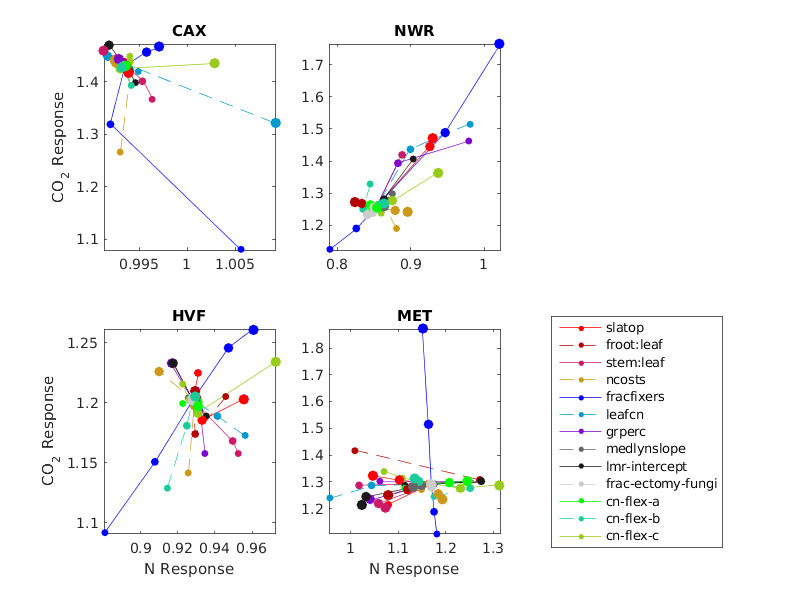 CAX
NWR
CO2 Response
1.4
1.3
1.2
1.1
0.995
1
1.005
1.7
1.6
1.5
1.4
1.3
1.2
0.8
0.9
1
HVF
MET
CO2 Response
1.25
1.2
1.15
1.1
0.9
0.92
0.94
0.96
N Response
1.8
1.7
1.6
1.5
1.4
1.3
1.2
1
1.1
1.2
1.3
N Response
slatop
froot:leaf
stem:leaf
ncosts
fracfixers
leafcn
grperc
medlynslope
lmr-intercept
frac-ectomy-fungi
cn-flex-a
cn-flex-b
cn-flex-c